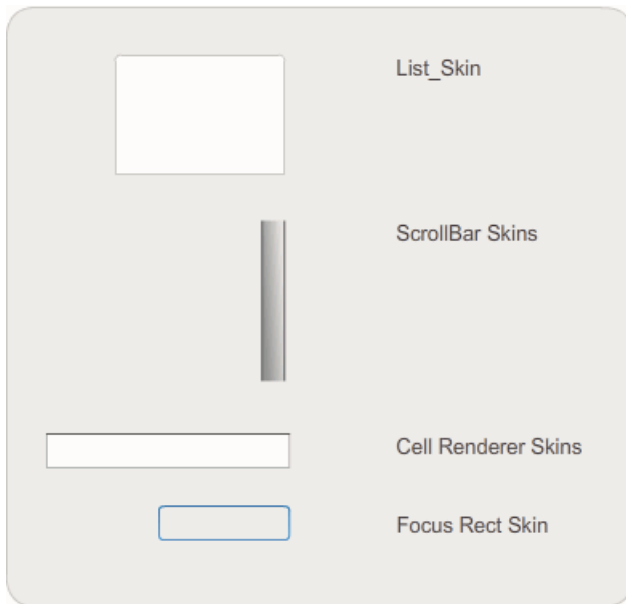 List_Skin
ScrollBar Skins
Cell Renderer Skins
Focus Rect Skin